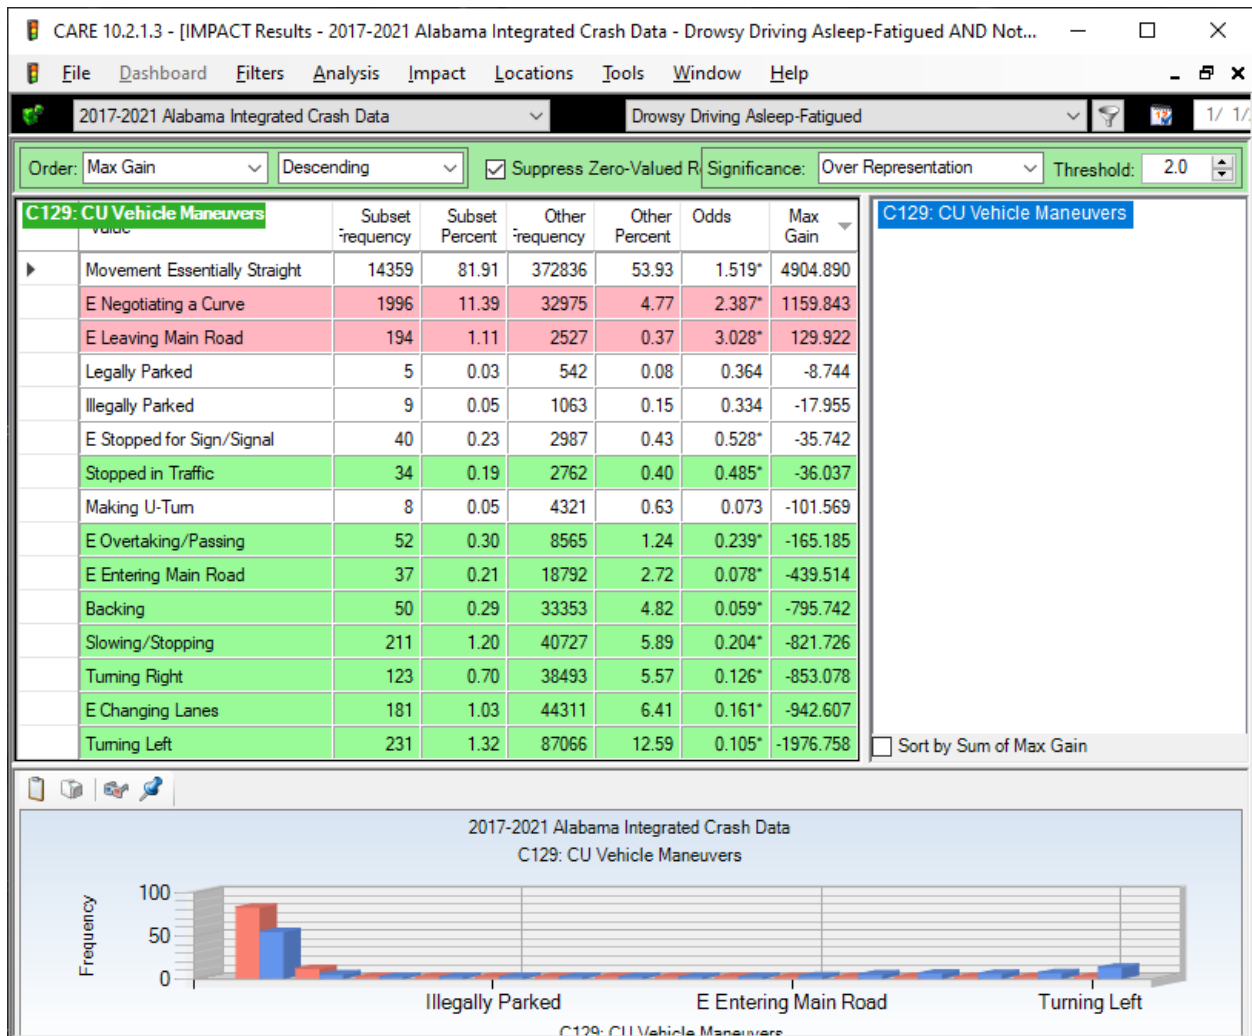 CARE 10.2.1.3 - [IMPACT Results - 2017-2021 Alabama Integrated Crash Data - Drowsy Driving Asleep-Fatigued AND Not...
File Dashboard Filters Analysis Impact Locations Tools Window Help
2017-2021 Alabama Integrated Crash Data Drowsy Driving Asleep-Fatigued 1/ 1/
Order: Max Gain Descending Suppress Zero-Valued R Significance: Over Representation Threshold: 2.0
C129: CU Vehicle Maneuvers Subset Frequency Subset Percent Other Frequency Other Percent Odds Max Gain C129: CU Vehicle Maneuvers
Movement Essentially Straight 14359 81.91 372836 53.93 1.519* 4904.890
E Negotiating a Curve 1996 11.39 32975 4.77 2.387* 1159.843
E Leaving Main Road 194 1.11 2527 0.37 3.028* 129.922
Legally Parked 5 0.03 542 0.08 0.364 -8.744
Illegally Parked 9 0.05 1063 0.15 0.334 -17.955
E Stopped for Sign/Signal 40 0.23 2987 0.43 0.528* -35.742
Stopped in Traffic 34 0.19 2762 0.40 0.485* -36.037
Making U-Turn 8 0.05 4321 0.63 0.073 -101.569
E Overtaking/Passing 52 0.30 8565 1.24 0.239* -165.185
E Entering Main Road 37 0.21 18792 2.72 0.078* -439.514
Backing 50 0.29 33353 4.82 0.059* -795.742
Slowing/Stopping 211 1.20 40727 5.89 0.204* -821.726
Turning Right 123 0.70 38493 5.57 0.126* -853.078
E Changing Lanes 181 1.03 44311 6.41 0.161* -942.607
Turning Left 231 1.32 87066 12.59 0.105* -1976.758
Sort by Sum of Max Gain
2017-2021 Alabama Integrated Crash Data
C129: CU Vehicle Maneuvers
Frequency
100
50
0
Illegally Parked E Entering Main Road Turning Left
C129: CU Vehicle Maneuvers